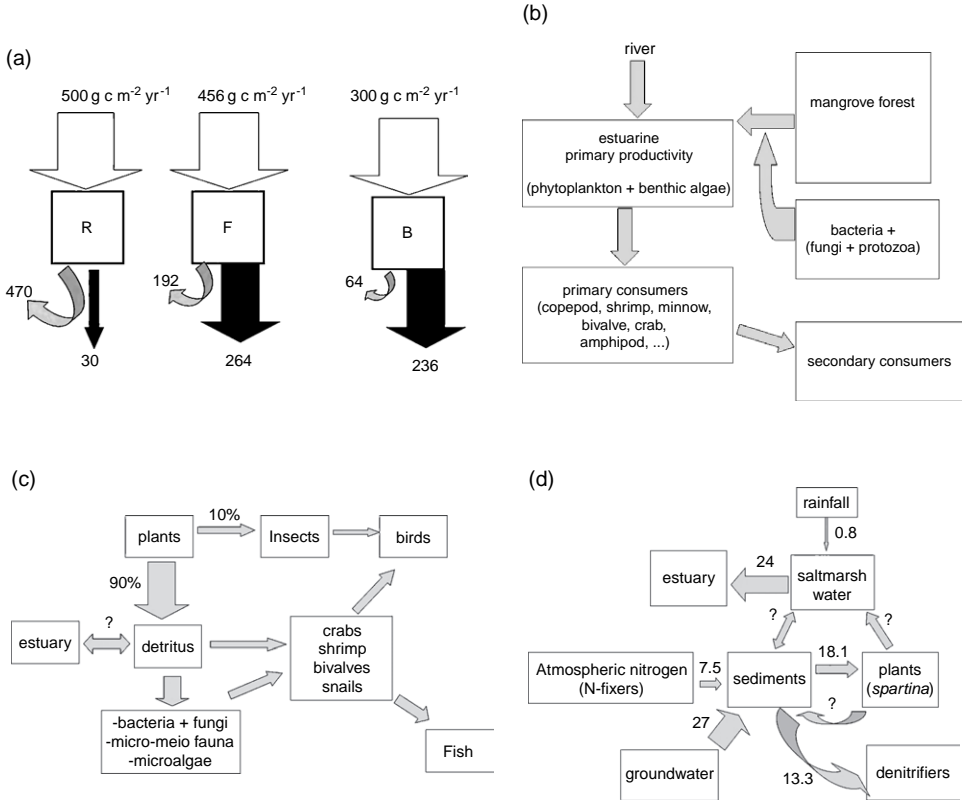 (a)
500 g c m-2 yr-1 456 g c m-2 yr-1 300 g c m-2 yr-1
R F B
470 192 64
30 264 236
(b)
river
mangrove forest
estuarine
primary productivity
(phytoplankton + benthic algae)
bacteria +
(fungi + protozoa)
primary consumers
(copepod, shrimp, minnow,
bivalve, crab,
amphipod, ...)
secondary consumers
(c)
plants 10% Insects birds
90%
estuary ? detritus
crabs
shrimp
bivalves
snails
-bacteria + fungi
-micro-meio fauna
-microalgae
Fish
(d)
rainfall
0.8
estuary 24 saltmarsh
water
? ?
Atmospheric nitrogen
(N-fixers)
7.5 sediments 18.1 plants
(spartina)
27 ?
groundwater 13.3 denitrifiers